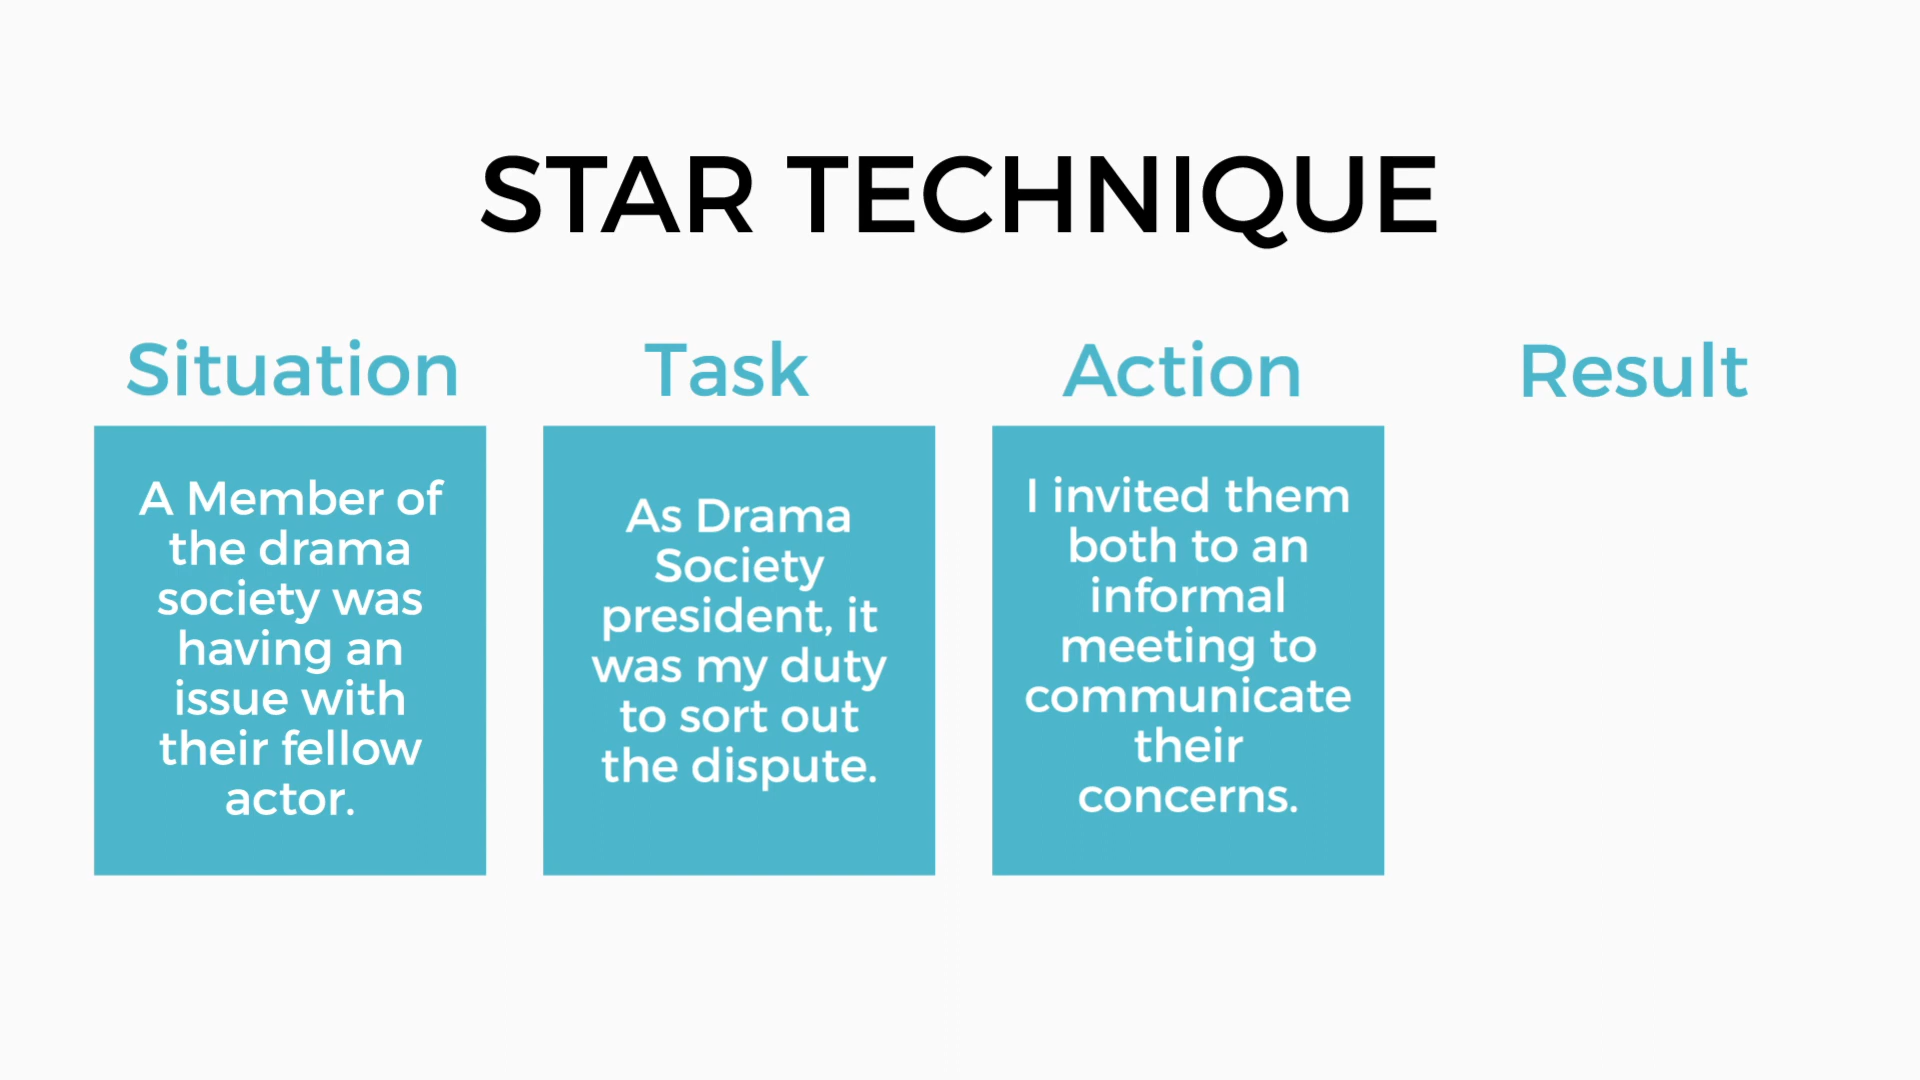 STAR TECHNIQUE
Situation
A Member of
the drama
society was
having an
issue with
their fellow
actor.
Task
As Drama
Society
president, it
was my duty
to sort out
the dispute.
Action
I invited them
both to an
informal
meeting to
communicate
their
concerns.
Result